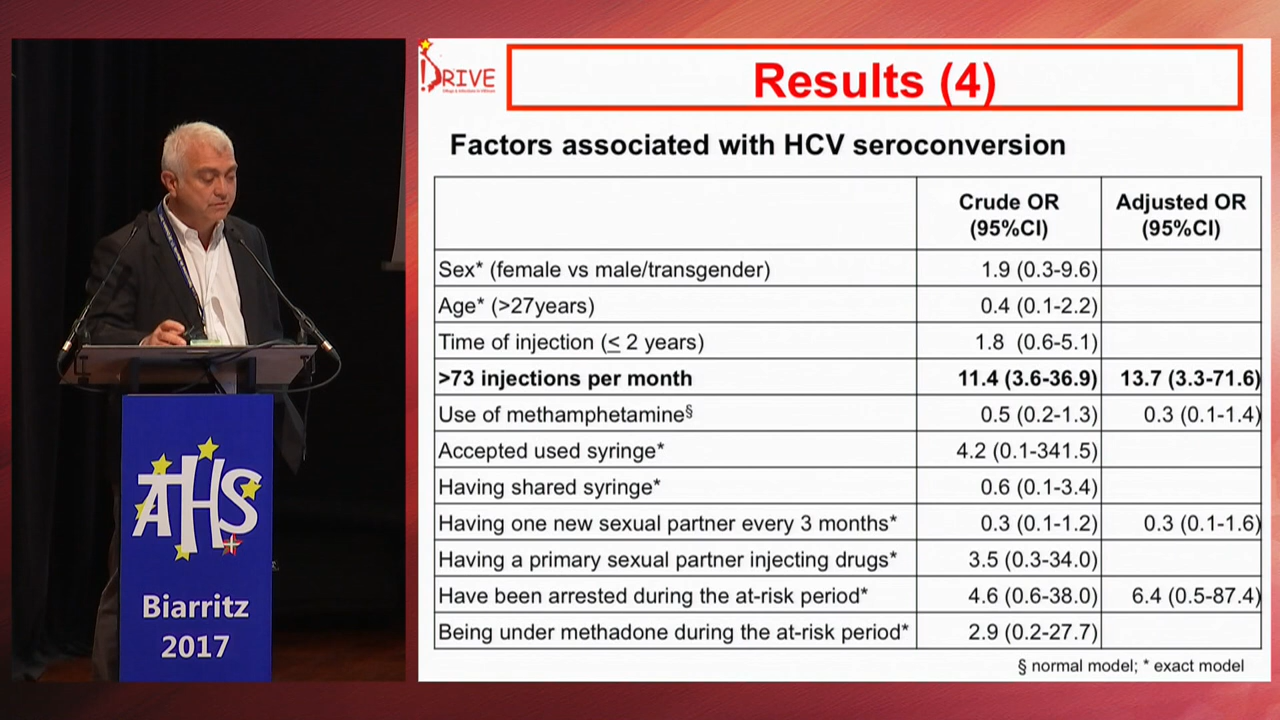 DRIVE
Results (4)
Factors associated with HCV seroconversion
Crude OR (95%CI)
Adjusted OR (95%CI)
Sex* (female vs male/transgender) 1.9 (0.3-9.6)
Age* (>27years) 0.4 (0.1-2.2)
Time of injection (≤ 2 years) 1.8 (0.6-5.1)
>73 injections per month 11.4 (3.6-36.9) 13.7 (3.3-71.6)
Use of methamphetamine§ 0.5 (0.2-1.3) 0.3 (0.1-1.4)
Accepted used syringe* 4.2 (0.1-341.5)
Having shared syringe* 0.6 (0.1-3.4)
Having one new sexual partner every 3 months* 0.3 (0.1-1.2) 0.3 (0.1-1.6)
Having a primary sexual partner injecting drugs* 3.5 (0.3-34.0)
Have been arrested during the at-risk period* 4.6 (0.6-38.0) 6.4 (0.5-87.4)
Being under methadone during the at-risk period* 2.9 (0.2-27.7)
§ normal model; * exact model
AHS
Biarritz
2017